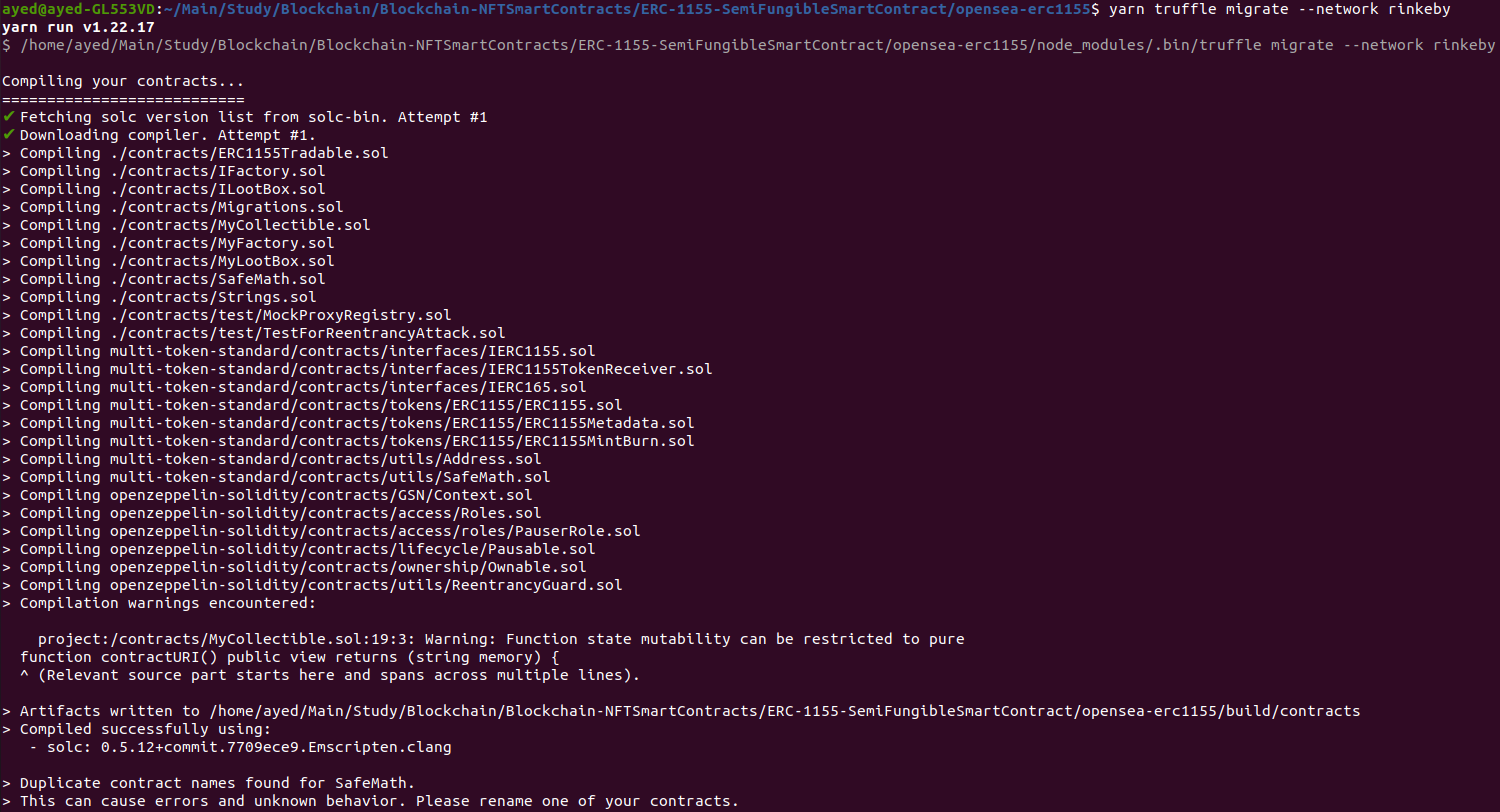 ayed@ayed-GL553VD:~/Main/Study/Blockchain/Blockchain-NFTSmartContracts/ERC-1155-SemiFungibleSmartContract/opensea-erc1155$ yarn truffle migrate --network rinkeby
yarn run v1.22.17
$ /home/ayed/Main/Study/Blockchain/Blockchain-NFTSmartContracts/ERC-1155-SemiFungibleSmartContract/opensea-erc1155/node_modules/.bin/truffle migrate --network rinkeby
Compiling your contracts...
===========================
✔ Fetching solc version list from solc-bin. Attempt #1
✔ Downloading compiler. Attempt #1.
> Compiling ./contracts/ERC1155Tradable.sol
> Compiling ./contracts/IFactory.sol
> Compiling ./contracts/ILootBox.sol
> Compiling ./contracts/Migrations.sol
> Compiling ./contracts/MyCollectible.sol
> Compiling ./contracts/MyFactory.sol
> Compiling ./contracts/MyLootBox.sol
> Compiling ./contracts/SafeMath.sol
> Compiling ./contracts/Strings.sol
> Compiling ./contracts/test/MockProxyRegistry.sol
> Compiling ./contracts/test/TestForReentrancyAttack.sol
> Compiling multi-token-standard/contracts/interfaces/IERC1155.sol
> Compiling multi-token-standard/contracts/interfaces/IERC1155TokenReceiver.sol
> Compiling multi-token-standard/contracts/interfaces/IERC165.sol
> Compiling multi-token-standard/contracts/tokens/ERC1155/ERC1155.sol
> Compiling multi-token-standard/contracts/tokens/ERC1155/ERC1155Metadata.sol
> Compiling multi-token-standard/contracts/tokens/ERC1155/ERC1155MintBurn.sol
> Compiling multi-token-standard/contracts/utils/Address.sol
> Compiling multi-token-standard/contracts/utils/SafeMath.sol
> Compiling openzeppelin-solidity/contracts/GSN/Context.sol
> Compiling openzeppelin-solidity/contracts/access/Roles.sol
> Compiling openzeppelin-solidity/contracts/access/roles/PauserRole.sol
> Compiling openzeppelin-solidity/contracts/lifecycle/Pausable.sol
> Compiling openzeppelin-solidity/contracts/ownership/Ownable.sol
> Compiling openzeppelin-solidity/contracts/utils/ReentrancyGuard.sol
> Compilation warnings encountered:
project:/contracts/MyCollectible.sol:19:3: Warning: Function state mutability can be restricted to pure
function contractURI() public view returns (string memory) {
^ (Relevant source part starts here and spans across multiple lines).
> Artifacts written to /home/ayed/Main/Study/Blockchain/Blockchain-NFTSmartContracts/ERC-1155-SemiFungibleSmartContract/opensea-erc1155/build/contracts
> Compiled successfully using:
- solc: 0.5.12+commit.7709ece9.Emscripten.clang
> Duplicate contract names found for SafeMath.
> This can cause errors and unknown behavior. Please rename one of your contracts.